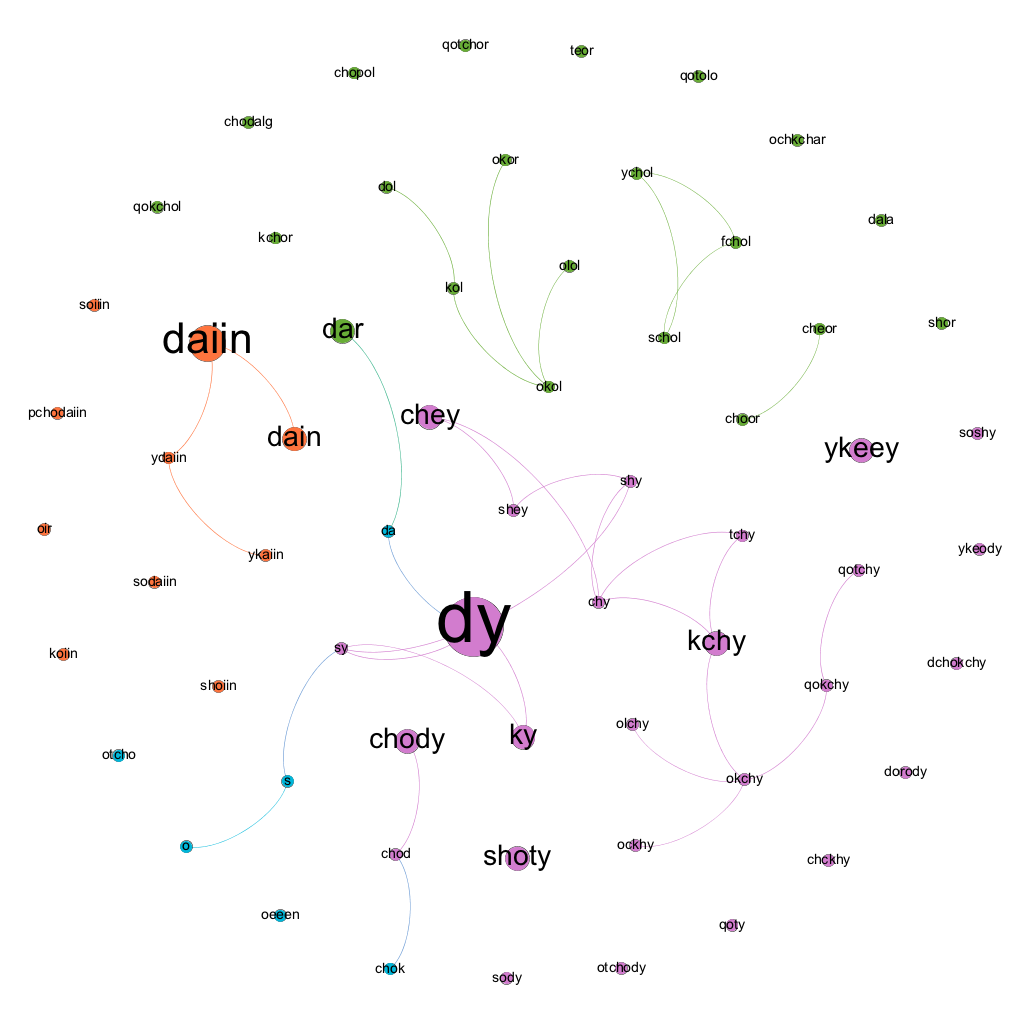 qotchor
teor
chopol
qotolo
chodalg
ochkchar
okor
ychol
dol
qokchol
dala
kchor
fchol
olol
kol
soiiin
shor
cheor
dar
daiin
schol
okol
pchodaiin
chey
choor
soshy
dain
ykeey
ydaiin
shy
shey
oir
da
tchy
ykeody
ykaiin
qotchy
sodaiin
chy
dy
kchy
sy
koiin
dchokchy
shoiin
qokchy
olchy
ky
chody
otcho
dorody
s
okchy
o
ockhy
chod
shoty
chckhy
oeeen
qoty
chok
otchody
sody